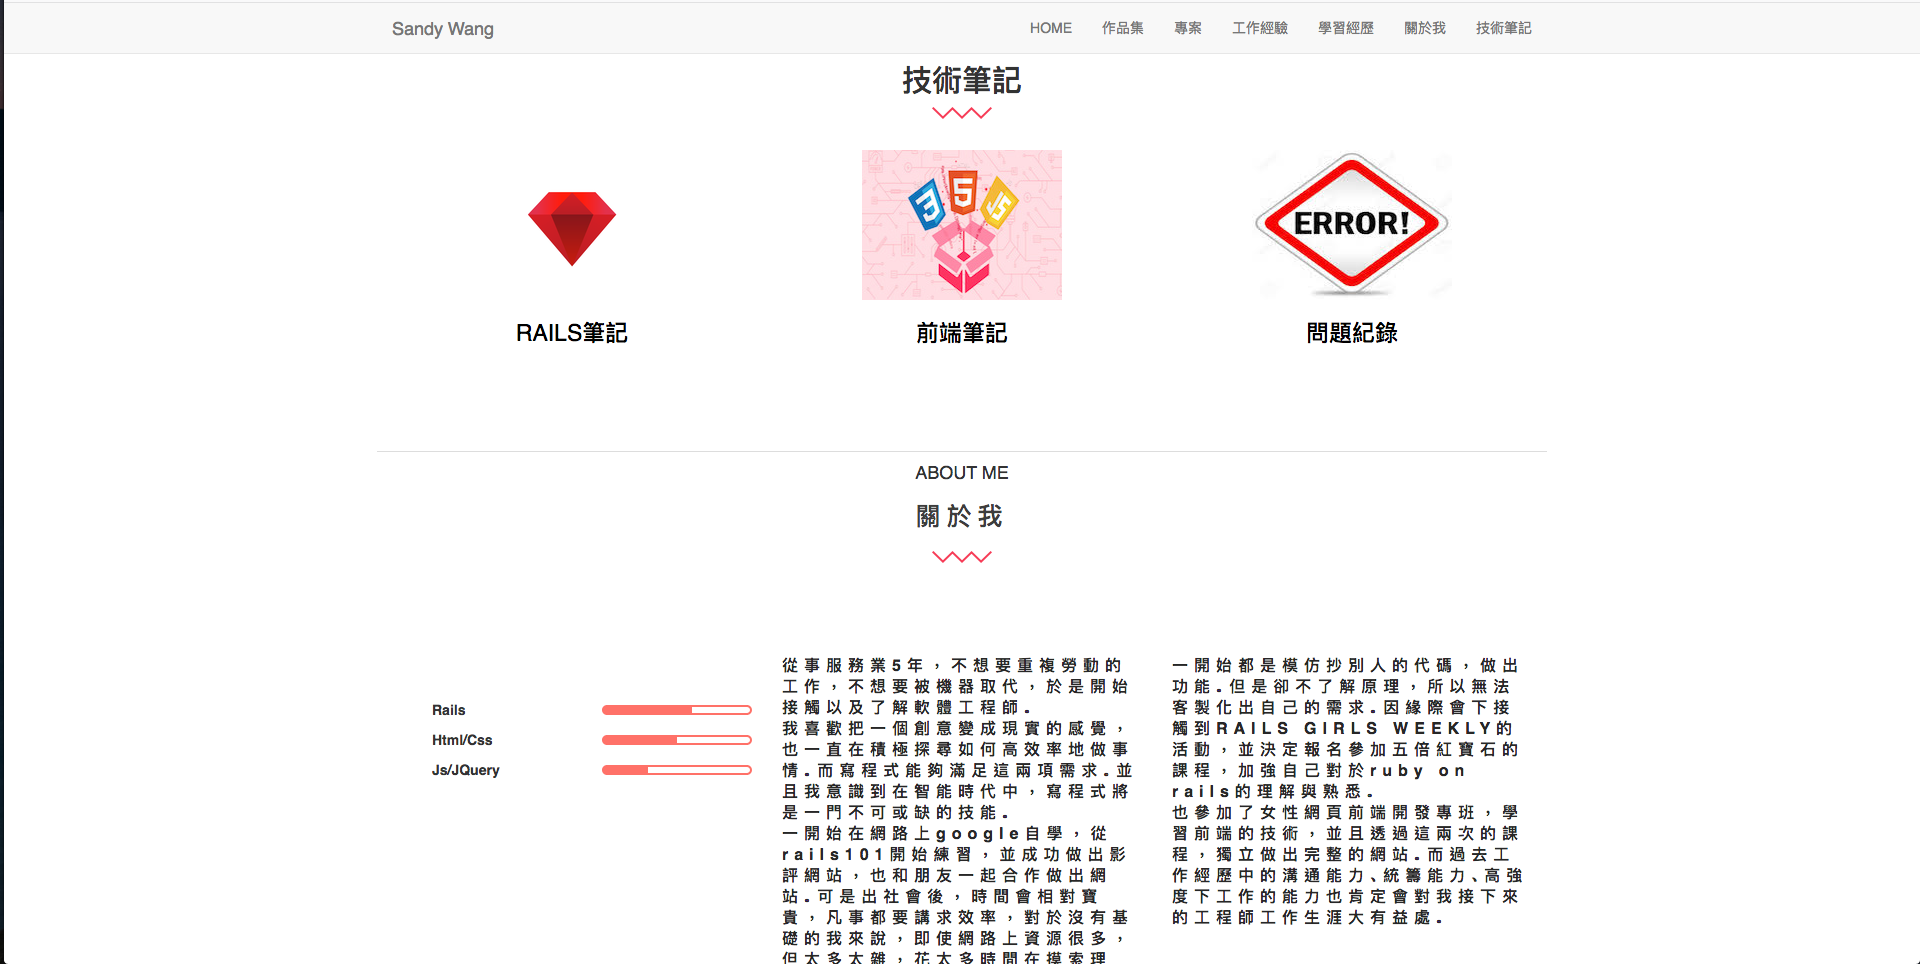 Sandy Wang
HOME 作品集 專案 工作經驗 學習經歷 關於我 技術筆記
技術筆記
3 5 JS
ERROR!
RAILS筆記 前端筆記 問題紀錄
ABOUT ME
關於我
Rails
Html/Css
Js/JQuery
從事服務業5年，不想要重複勞動的
工作，不想要被機器取代，於是開始
接觸以及了解軟體工程師。
我喜歡把一個創意變成現實的感覺，
也一直在積極探尋如何高效率地做事
情.而寫程式能夠滿足這兩項需求.並
且我意識到在智能時代中，寫程式將
是一門不可或缺的技能。
一開始在網路上google自學，從
rails101開始練習，並成功做出影
評網站，也和朋友一起合作做出網
站.可是出社會後，時間會相對寶
貴，凡事都要講求效率，對於沒有基
礎的我來說，即使網路上資源很多，
但太多太雜，花太多時間在摸索理
一開始都是模仿抄別人的代碼，做出
功能.但是卻不了解原理，所以無法
客製化出自己的需求.因緣際會下接
觸到RAILS GIRLS WEEKLY的
活動，並決定報名參加五倍紅寶石的
課程，加強自己對於ruby on
rails的理解與熟悉。
也參加了女性網頁前端開發專班，學
習前端的技術，並且透過這兩次的課
程，獨立做出完整的網站.而過去工
作經歷中的溝通能力、統籌能力、高強
度下工作的能力也肯定會對我接下來
的工程師工作生涯大有益處。